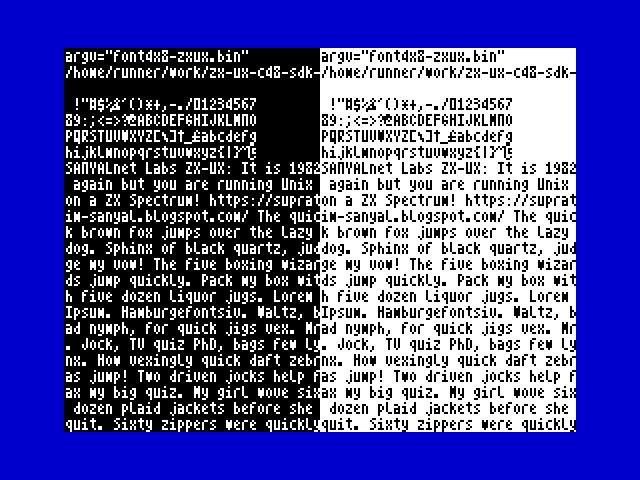 argv="font4x8-zxux.bin"
/home/runner/work/zx-ux-c48-sdk-
 !"#$%&'()*+,-./01234567
89:;<=>?@ABCDEFGHIJKLMNO
PQRSTUVWXYZ[\]↑_£abcdefg
hijklmnopqrstuvwxyz{|}~©
SANYALnet Labs ZX-UX: It is 1982
 again but you are running Unix
on a ZX Spectrum! https://suprat
im-sanyal.blogspot.com/ The quic
k brown fox jumps over the lazy
dog. Sphinx of black quartz, jud
ge my vow! The five boxing wizar
ds jump quickly. Pack my box wit
h five dozen liquor jugs. Lorem
Ipsum. Hamburgefontsiv. Waltz, b
ad nymph, for quick jigs vex. Mr
. Jock, TV quiz PhD, bags few ly
nx. How vexingly quick daft zebr
as jump! Two driven jocks help f
ax my big quiz. My girl wove six
 dozen plaid jackets before she
quit. Sixty zippers were quickly
argv="font4x8-zxux.bin"
/home/runner/work/zx-ux-c48-sdk-
 !"#$%&'()*+,-./01234567
89:;<=>?@ABCDEFGHIJKLMNO
PQRSTUVWXYZ[\]↑_£abcdefg
hijklmnopqrstuvwxyz{|}~©
SANYALnet Labs ZX-UX: It is 1982
 again but you are running Unix
on a ZX Spectrum! https://suprat
im-sanyal.blogspot.com/ The quic
k brown fox jumps over the lazy
dog. Sphinx of black quartz, jud
ge my vow! The five boxing wizar
ds jump quickly. Pack my box wit
h five dozen liquor jugs. Lorem
Ipsum. Hamburgefontsiv. Waltz, b
ad nymph, for quick jigs vex. Mr
. Jock, TV quiz PhD, bags few ly
nx. How vexingly quick daft zebr
as jump! Two driven jocks help f
ax my big quiz. My girl wove six
 dozen plaid jackets before she
quit. Sixty zippers were quickly